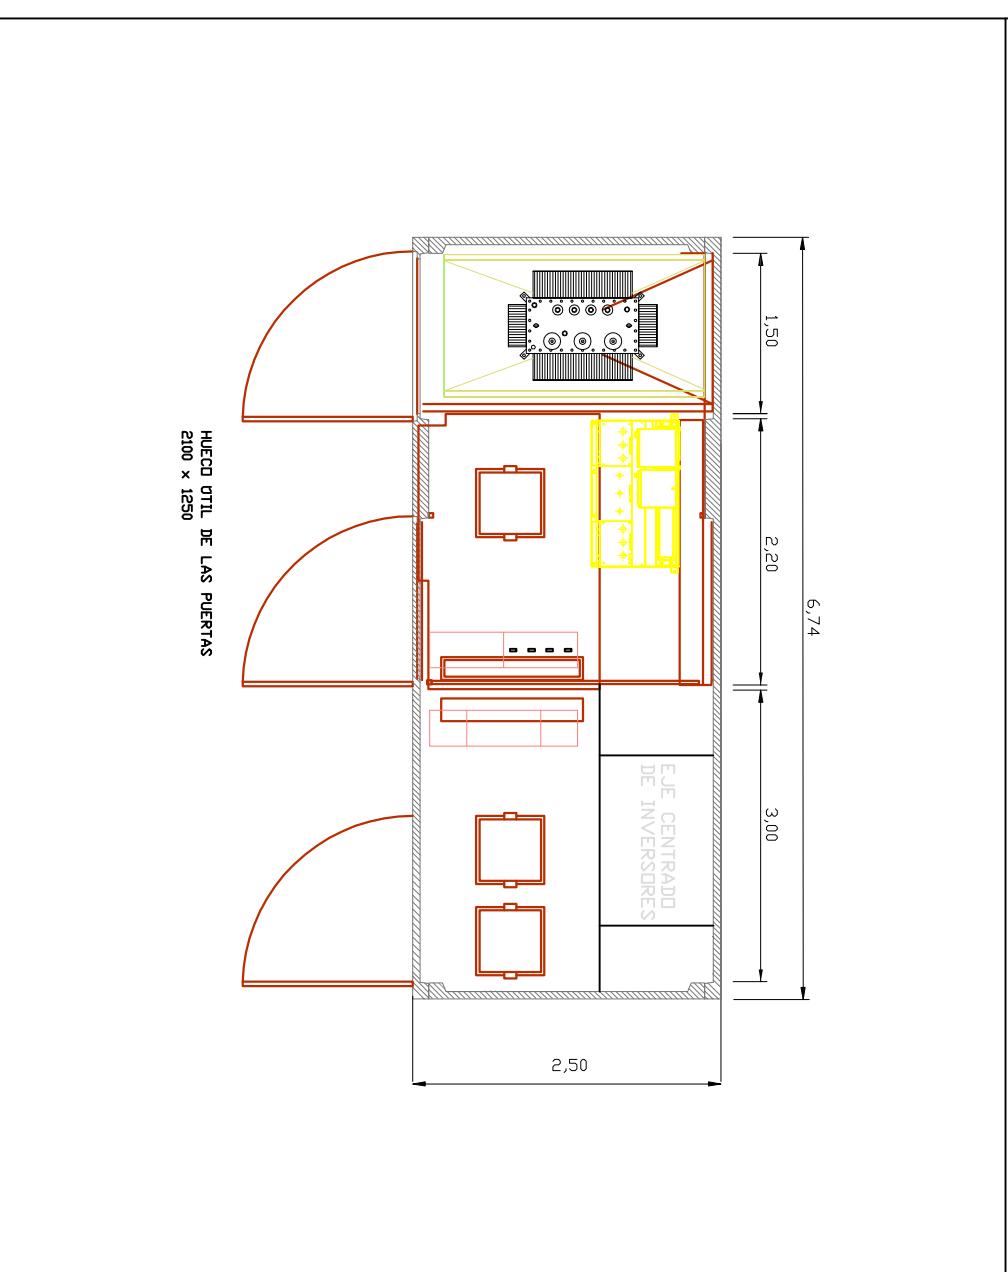 6,74
1,50
2,20
3,00
EJE CENTRADO
DE INVERSORES
HUECO UTIL DE LAS PUERTAS
2100 x 1250
2,50